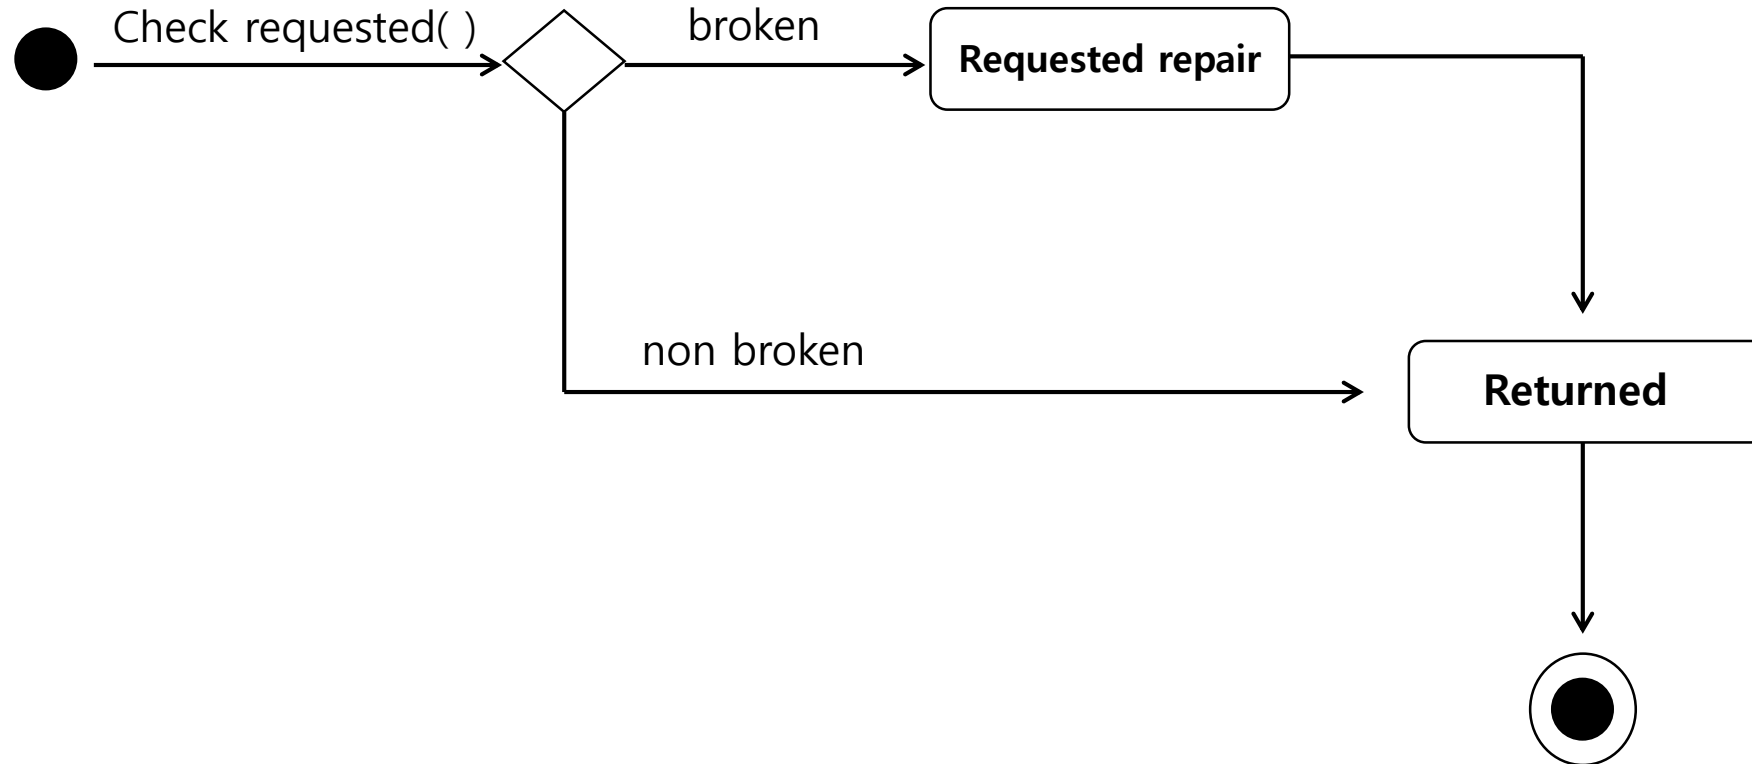 Check requested( )
broken
Requested repair
non broken
Returned